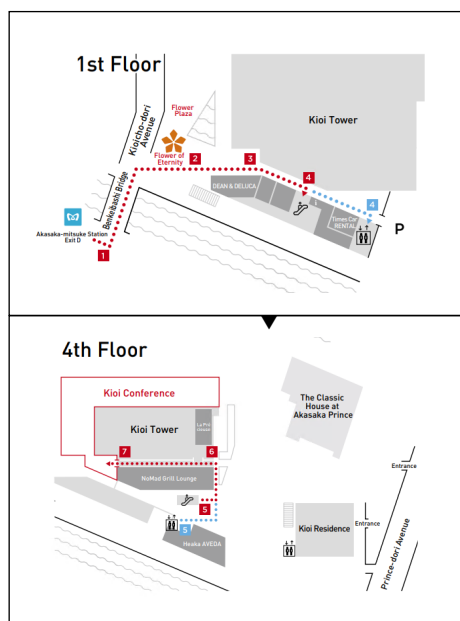 1st Floor
Kioicho-dori
Avenue
Flower
Plaza
Kioi Tower
Flower of
Eternity
2
3
4
DEAN & DELUCA
Benkeibashi Bridge
4
Times Car
RENTAL
P
Akasaka-mitsuke Station
Exit D
1
4th Floor
Kioi Conference
Kioi Tower
La Pro
The Classic
House at
Akasaka Prince
7
6
NoMad Grill Lounge
Entrance
5
5
Heaka AVEDA
Kioi Residence
Entrance
Prince-dori Avenue